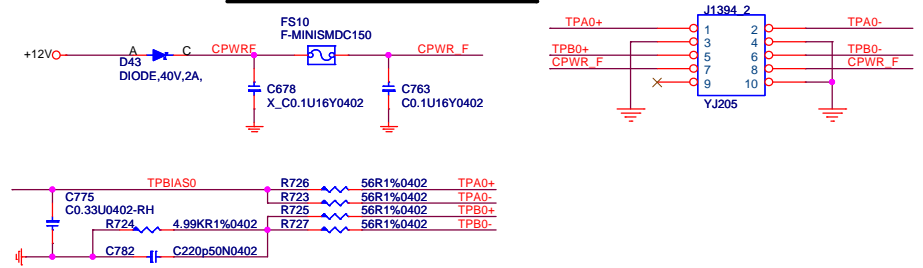 FS10
F-MINISMDC150
+12V
A
C
CPWRF
CPWR_F
D43
DIODE,40V,2A,
C678
X_C0.1U16Y0402
C763
C0.1U16Y0402
J1394_2
TPA0+
1
2
TPA0-
3
4
TPB0+
5
6
TPB0-
CPWR_F
7
8
CPWR_F
9
10
YJ205
TPBIAS0
R726
56R1%0402
TPA0+
C775
R723
56R1%0402
TPA0-
C0.33U0402-RH
R725
56R1%0402
TPB0+
R724
4.99KR1%0402
R727
56R1%0402
TPB0-
C782
C220p50N0402